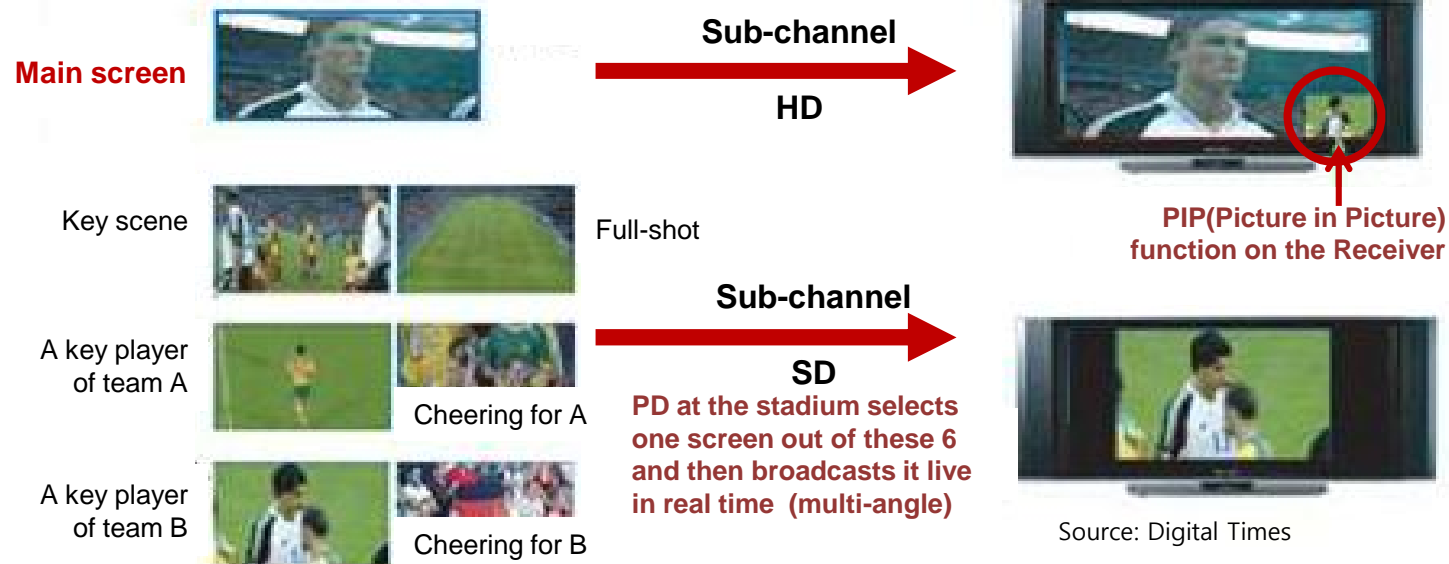 Main screen
Sub-channel
HD
PIP(Picture in Picture)
function on the Receiver
Key scene
Full-shot
A key player
of team A
Cheering for A
A key player
of team B
Cheering for B
Sub-channel
SD
PD at the stadium selects
one screen out of these 6
and then broadcasts it live
in real time (multi-angle)
Source: Digital Times